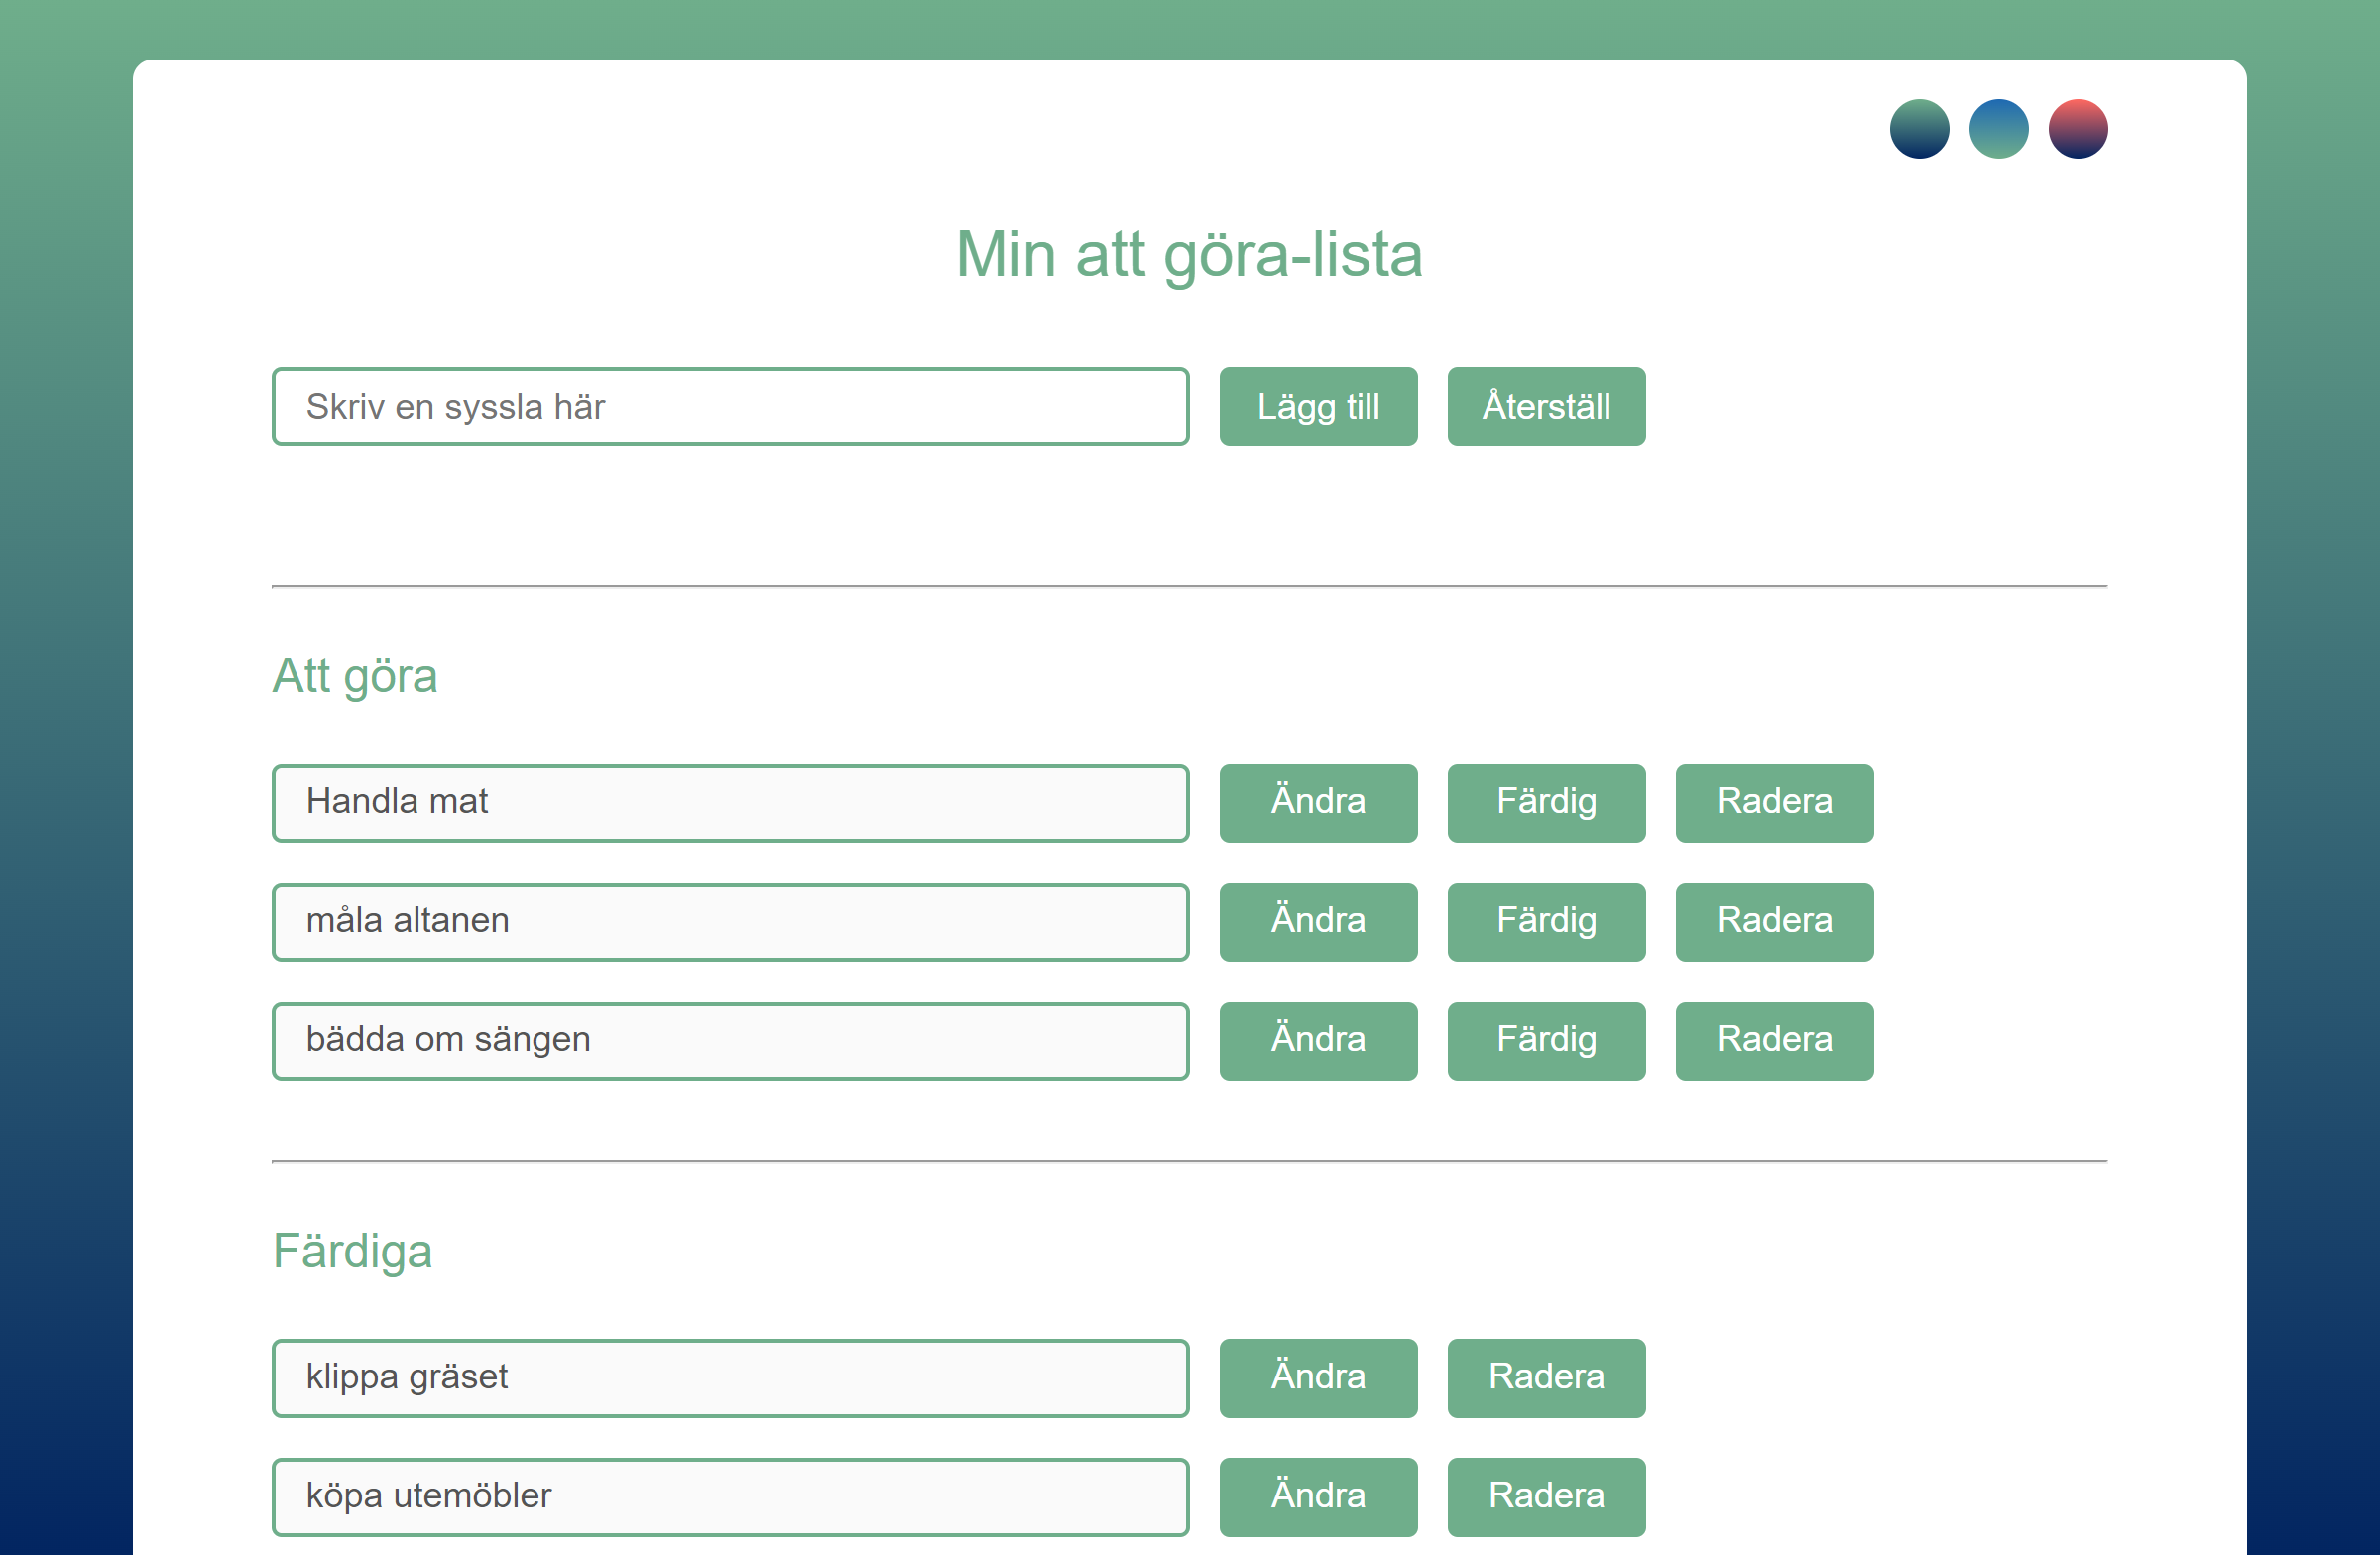 Min att göra-lista
Skriv en syssla här Lägg till Återställ
Att göra
Handla mat Ändra Färdig Radera
måla altanen Ändra Färdig Radera
bädda om sängen Ändra Färdig Radera
Färdiga
klippa gräset Ändra Radera
köpa utemöbler Ändra Radera